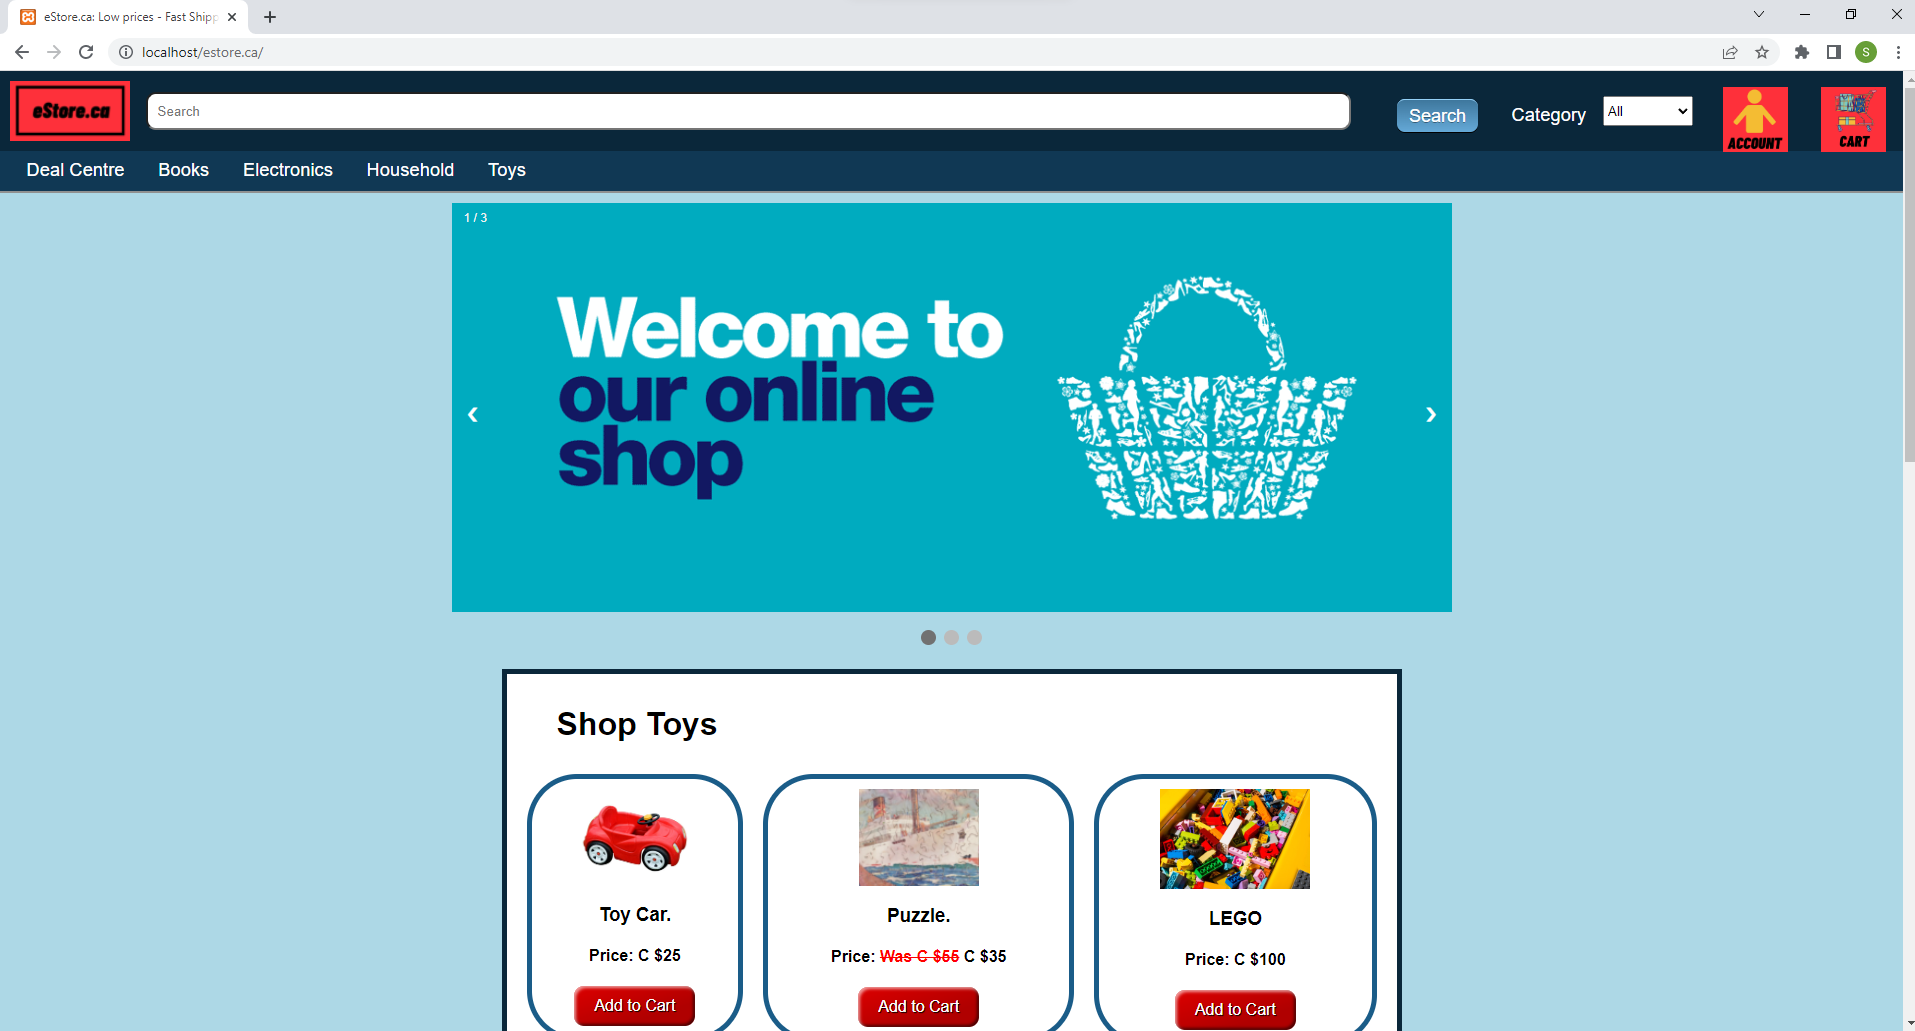 eStore.ca: Low prices - Fast Shipp
localhost/estore.ca/
S
eStore.ca
Search
Search
Category
All
ACCOUNT
CART
Deal Centre
Books
Electronics
Household
Toys
1 / 3
Welcome to
our online
shop
Shop Toys
Toy Car.
Price: C $25
Add to Cart
Puzzle.
Price: Was C $55 C $35
Add to Cart
LEGO
Price: C $100
Add to Cart